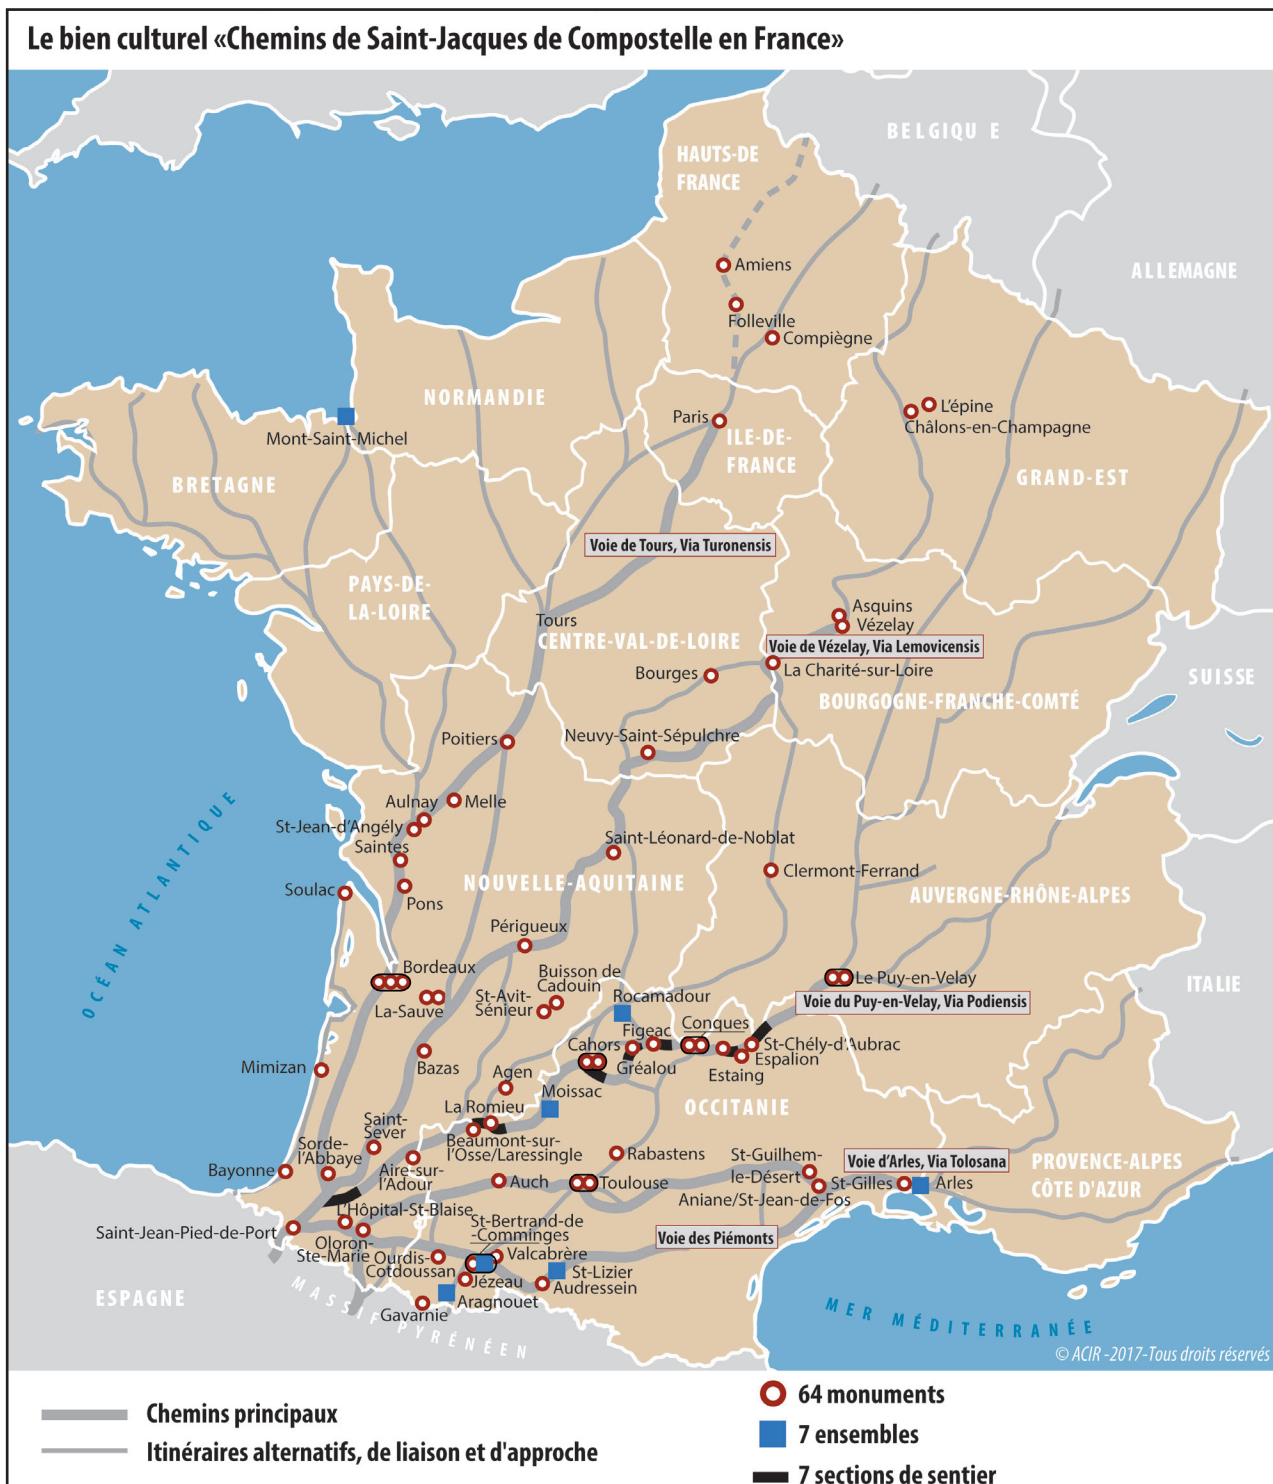 Le bien culturel «Chemins de Saint-Jacques de Compostelle en France»
BELGIQU E
HAUTS-DE
FRANCE
ALLEMAGNE
Amiens
Folleville
Compiègne
NORMANDIE
L'épine
Châlons-en-Champagne
Paris
ILE-DE-
FRANCE
Mont-Saint-Michel
GRAND-EST
BRETAGNE
Voie de Tours, Via Turonensis
PAYS-DE-
LA-LOIRE
Asquins
Vézelay
Tours
CENTRE-VAL-DE-LOIRE
Voie de Vézelay, Via Lemovicensis
La Charité-sur-Loire
Bourges
SUISSE
BOURGOGNE-FRANCHE-COMTÉ
Neuvy-Saint-Sépulchre
Poitiers
Aulnay
Melle
St-Jean-d'Angély
Saintes
Saint-Léonard-de-Noblat
OCÉAN ATLANTIQUE
Clermont-Ferrand
NOUVELLE-AQUITAINE
Soulac
Pons
AUVERGNE-RHÔNE-ALPES
Périgueux
Bordeaux
Buisson de
Cadouin
Le Puy-en-Velay
ITALIE
La-Sauve
St-Avit-
Sénieur
Rocamadour
Voie du Puy-en-Velay, Via Podiensis
Figeac
Conques
Cahors
St-Chély-d'Aubrac
Espalion
Mimizan
Bazas
Gréalou
Estaing
Agen
Moissac
La Romieu
OCCITANIE
Saint-
Sever
Sorde-
l'Abbaye
Beaumont-sur-
l'Osse/Laressingle
Bayonne
Aire-sur-
l'Adour
Rabastens
St-Guilhem-
le-Désert
Voie d'Arles, Via Tolosana
PROVENCE-ALPES
CÔTE D'AZUR
Auch
Toulouse
St-Gilles
Arles
Aniane/St-Jean-de-Fos
L'Hôpital-St-Blaise
Saint-Jean-Pied-de-Port
St-Bertrand-de
-Comminges
Oloron-
Ste-Marie
Voie des Piémonts
Ourdis-
Cotdoussan
Valcabrère
St-Lizier
Jézeau
Audressein
ESPAGNE
Aragnouet
Gavarnie
MASSIF PYRÉNÉEN
MER MÉDITERRANÉE
© ACIR -2017-Tous droits réservés
Chemins principaux
Itinéraires alternatifs, de liaison et d'approche
64 monuments
7 ensembles
7 sections de sentier